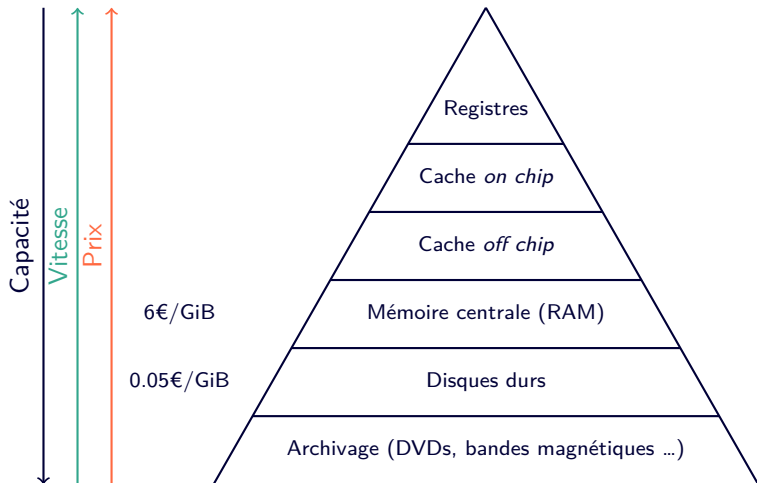 Capacité
Vitesse
Prix
Registres
Cache on chip
Cache off chip
6€/GiB
Mémoire centrale (RAM)
0.05€/GiB
Disques durs
Archivage (DVDs, bandes magnétiques ...)